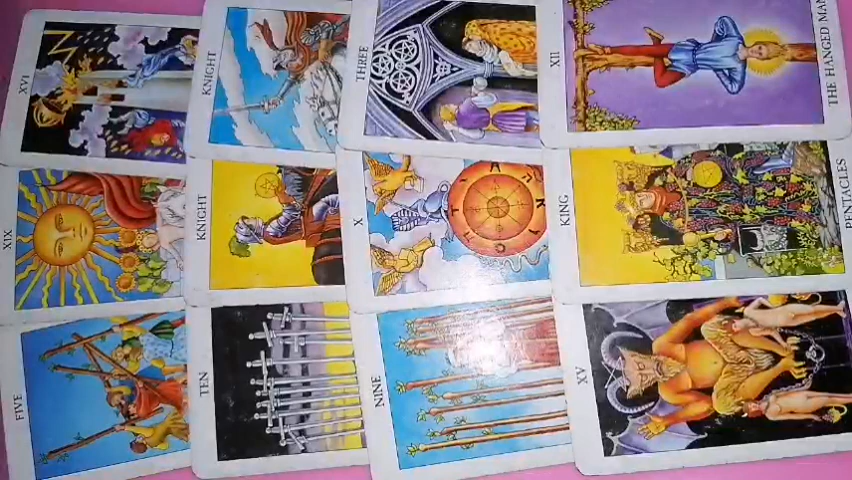 XVI
KNIGHT
THREE
XII
THE HANGED MAN
XIX
KNIGHT
X
KING
PENTACLES
FIVE
TEN
NINE
XV